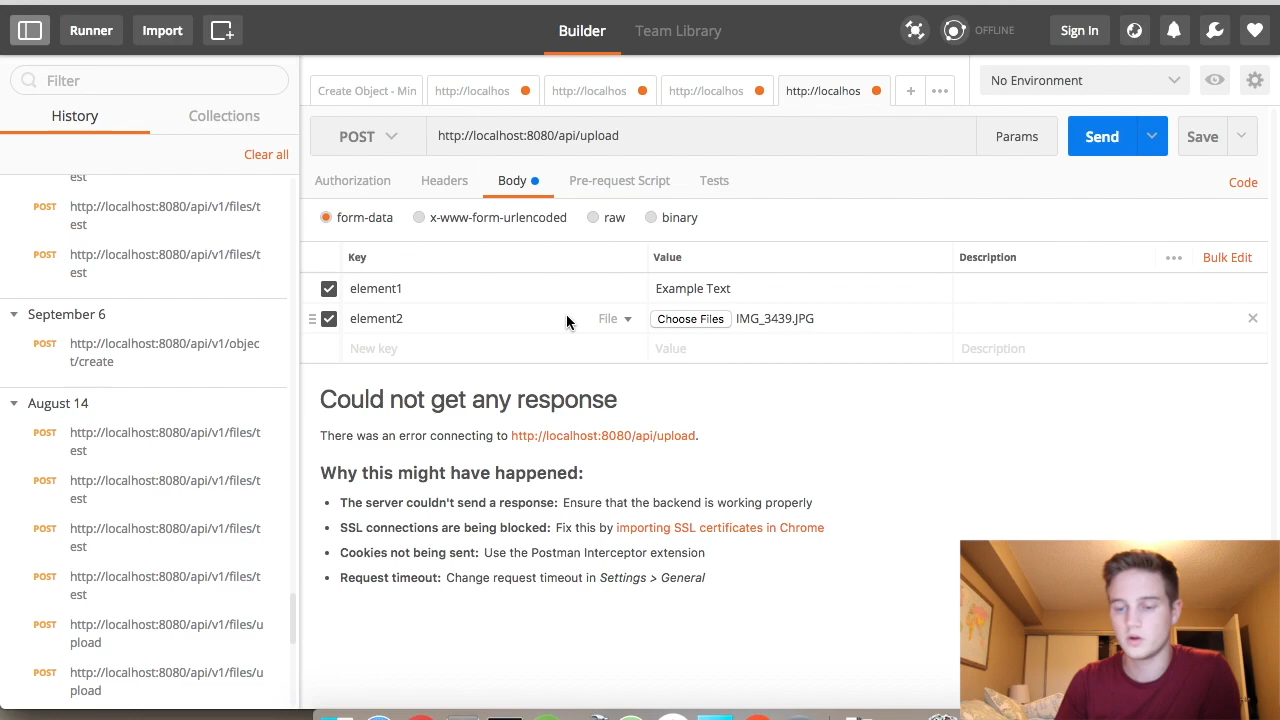 Runner
Import
Builder
Team Library
OFFLINE
Sign In
Filter
History
Collections
Clear all
est
POST http://localhost:8080/api/v1/files/t
est
POST http://localhost:8080/api/v1/files/t
est
September 6
POST http://localhost:8080/api/v1/objec
t/create
August 14
POST http://localhost:8080/api/v1/files/t
est
POST http://localhost:8080/api/v1/files/t
est
POST http://localhost:8080/api/v1/files/t
est
POST http://localhost:8080/api/v1/files/t
est
POST http://localhost:8080/api/v1/files/u
pload
POST http://localhost:8080/api/v1/files/u
pload
Create Object - Min
http://localhos
http://localhos
http://localhos
http://localhos
No Environment
POST
http://localhost:8080/api/upload
Params
Send
Save
Authorization
Headers
Body
Pre-request Script
Tests
Code
form-data
x-www-form-urlencoded
raw
binary
Key
Value
Description
Bulk Edit
element1
Example Text
element2
File
Choose Files
IMG_3439.JPG
New key
Value
Description
Could not get any response
There was an error connecting to http://localhost:8080/api/upload.
Why this might have happened:
• The server couldn't send a response: Ensure that the backend is working properly
• SSL connections are being blocked: Fix this by importing SSL certificates in Chrome
• Cookies not being sent: Use the Postman Interceptor extension
• Request timeout: Change request timeout in Settings > General